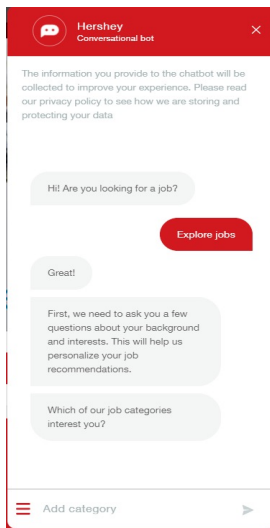 Hershey
Conversational bot
The information you provide to the chatbot will be
collected to improve your experience. Please read
our privacy policy to see how we are storing and
protecting your data
Hi! Are you looking for a job?
Explore jobs
Great!
First, we need to ask you a few
questions about your background
and interests. This will help us
personalize your job
recommendations.
Which of our job categories
interest you?
Add category